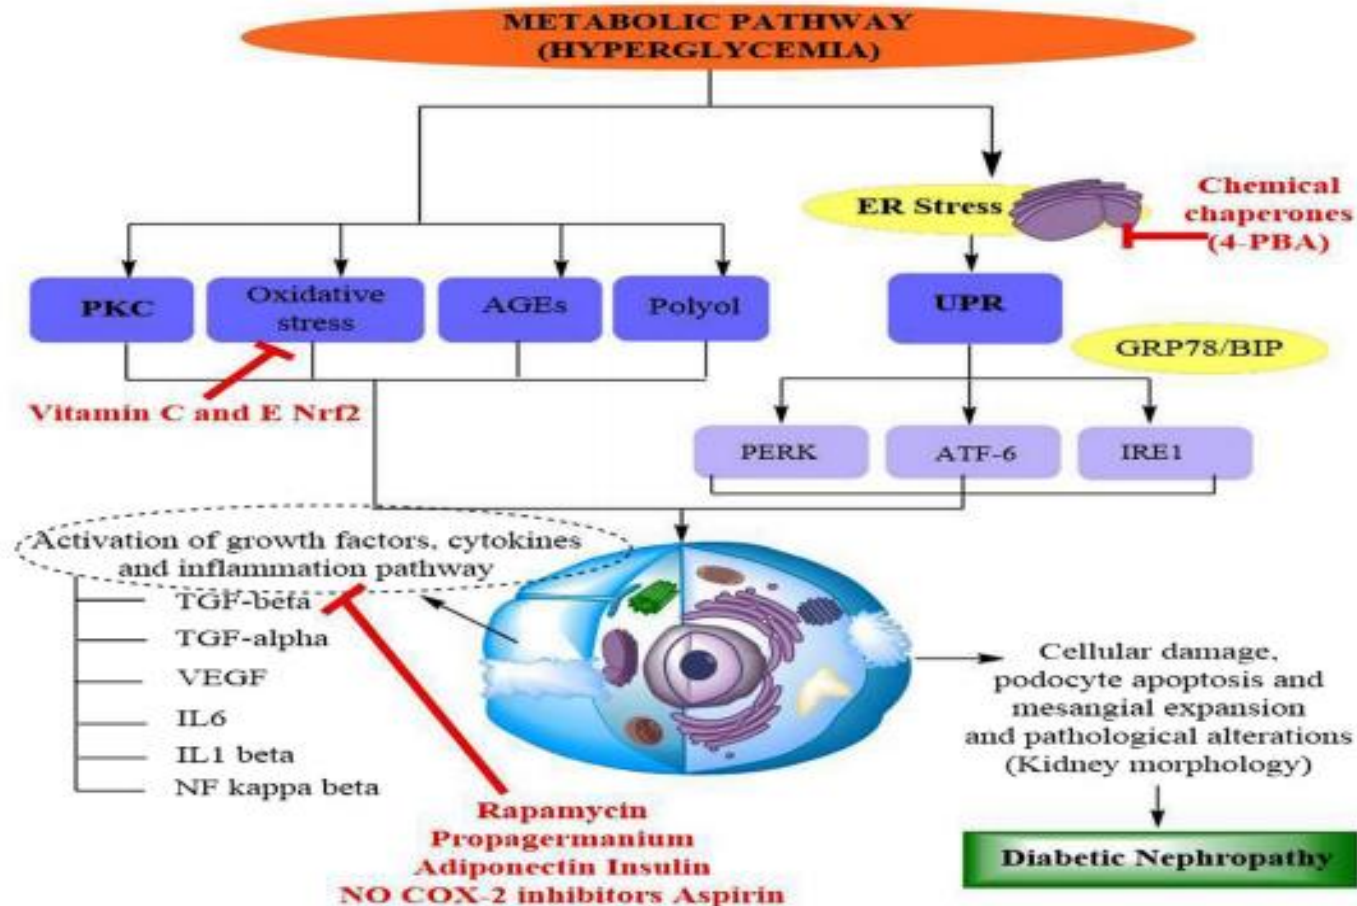 METABOLIC PATHWAY
(HYPERGLYCEMIA)
ER Stress
Chemical
chaperones
(4-PBA)
PKC
Oxidative
stress
AGEs
Polyol
UPR
GRP78/BIP
Vitamin C and E Nrf2
PERK
ATF-6
IRE1
Activation of growth factors, cytokines
and inflammation pathway
TGF-beta
TGF-alpha
VEGF
IL6
IL1 beta
NF kappa beta
Cellular damage,
podocyte apoptosis and
mesangial expansion
and pathological alterations
(Kidney morphology)
Rapamycin
Propagermanium
Adiponectin Insulin
NO COX-2 inhibitors Aspirin
Diabetic Nephropathy